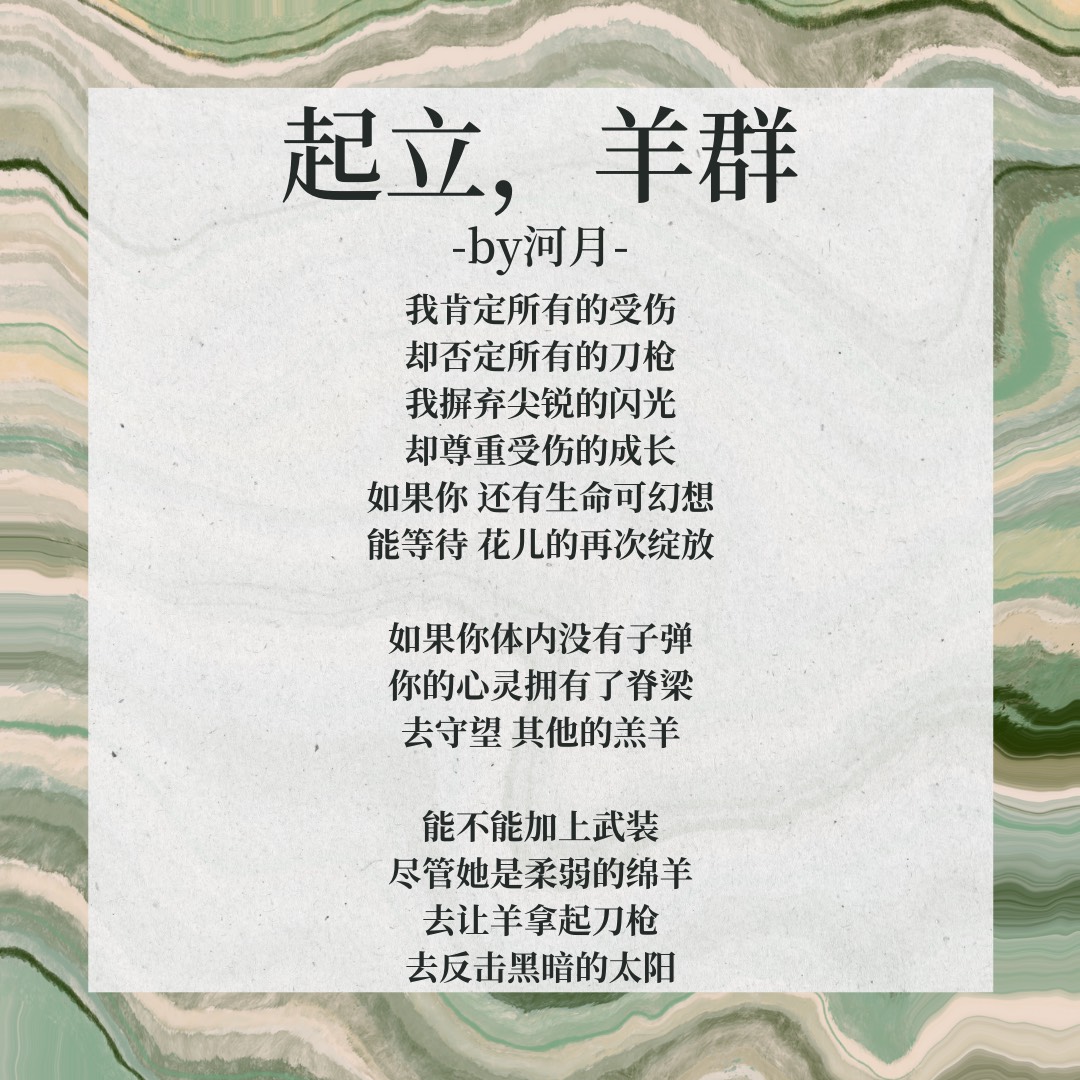 起立，羊群
-by河月-
我肯定所有的受伤
却否定所有的刀枪
我摒弃尖锐的闪光
却尊重受伤的成长
如果你 还有生命可幻想
能等待 花儿的再次绽放
如果你体内没有子弹
你的心灵拥有了脊梁
去守望 其他的羔羊
能不能加上武装
尽管她是柔弱的绵羊
去让羊拿起刀枪
去反击黑暗的太阳